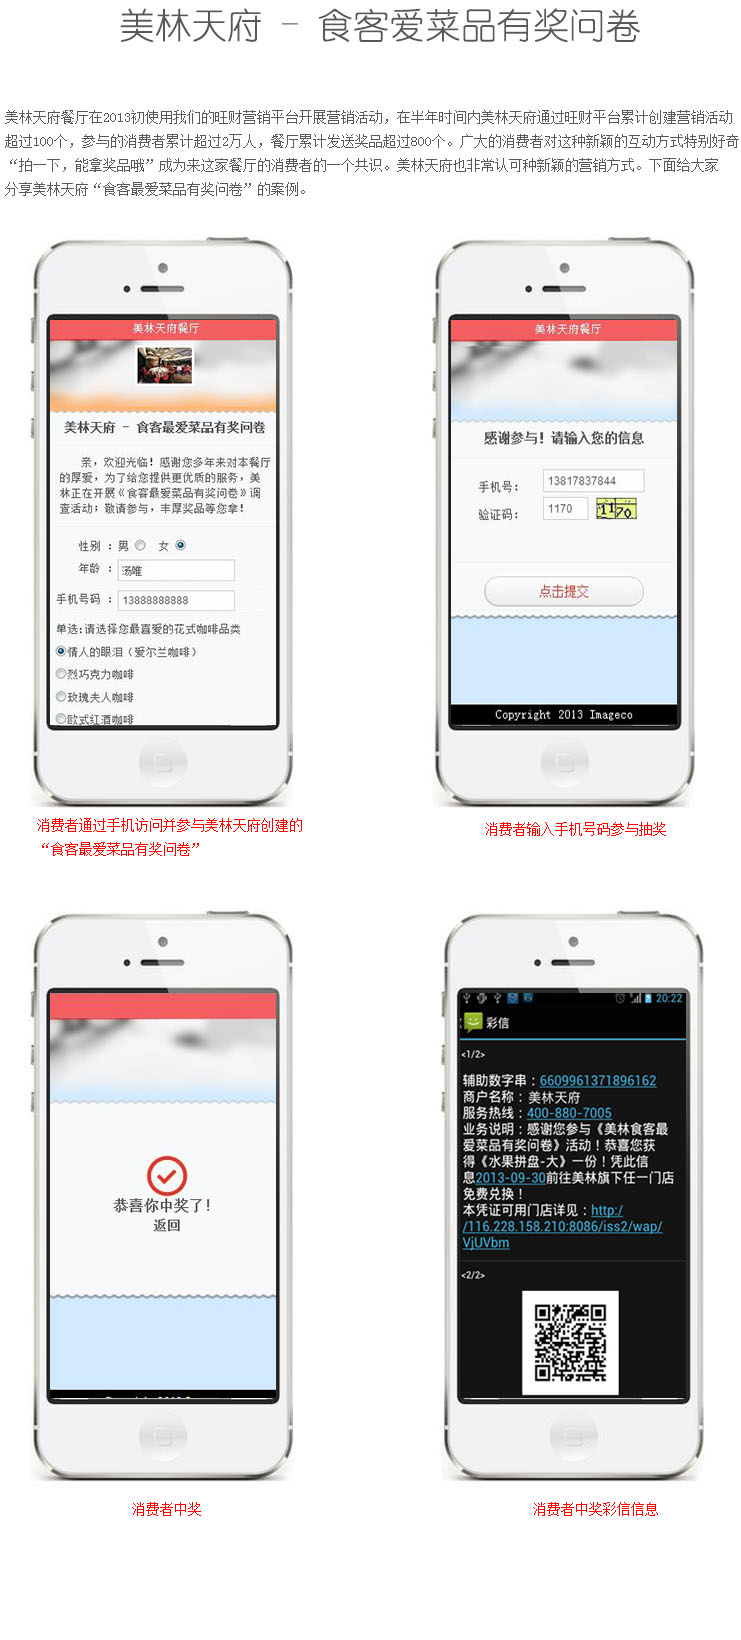 美林天府 - 食客爱菜品有奖问卷
美林天府餐厅在2013初使用我们的旺财营销平台开展营销活动，在半年时间内美林天府通过旺财平台累计创建营销活动
超过100个，参与的消费者累计超过2万人，餐厅累计发送奖品超过800个。广大的消费者对这种新颖的互动方式特别好奇
“拍一下，能拿奖品哦”成为来这家餐厅的消费者的一个共识。美林天府也非常认可种新颖的营销方式。下面给大家
分享美林天府“食客最爱菜品有奖问卷”的案例。
美林天府餐厅
美林天府 - 食客最爱菜品有奖问卷
亲，欢迎光临！感谢您多年来对本餐厅
的厚爱，为了给您提供更优质的服务，美
林正在开展《食客最爱菜品有奖问卷》调
查活动；敬请参与，丰厚奖品等您拿！
性别 : 男 女
年龄 : 汤唯
手机号码 : 13888888888
单选:请选择您最喜爱的花式咖啡品类
情人的眼泪（爱尔兰咖啡）
烈巧克力咖啡
玫瑰夫人咖啡
欧式红酒咖啡
消费者通过手机访问并参与美林天府创建的
“食客最爱菜品有奖问卷”
美林天府餐厅
感谢参与！请输入您的信息
手机号: 13817837844
验证码: 1170 1170
点击提交
Copyright 2013 Imageco
消费者输入手机号码参与抽奖
恭喜你中奖了！
返回
消费者中奖
20:22
彩信
<1/2>
辅助数字串：6609961371896162
商户名称：美林天府
服务热线：400-880-7005
业务说明：感谢您参与《美林食客最
爱菜品有奖问卷》活动！恭喜您获
得《水果拼盘-大》一份！凭此信
息2013-09-30前往美林旗下任一门店
免费兑换！
本凭证可用门店详见：http:/
/116.228.158.210:8086/iss2/wap/
VjUVbm
<2/2>
消费者中奖彩信信息